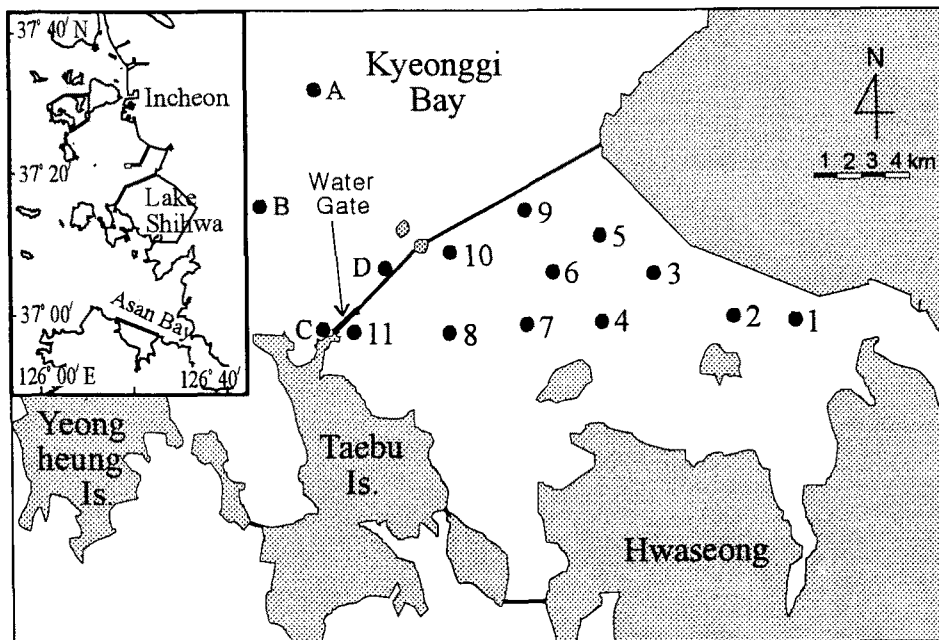 37° 40′ N
Incheon
37° 20′
Lake
Shihwa
37° 00′
Asan Bay
126° 00′ E
126° 40′
Kyeonggi
Bay
N
1 2 3 4 km
A
B
Water
Gate
9
5
10
D
6
3
C
11
8
7
4
2
1
Yeong
heung
Is.
Taebu
Is.
Hwaseong